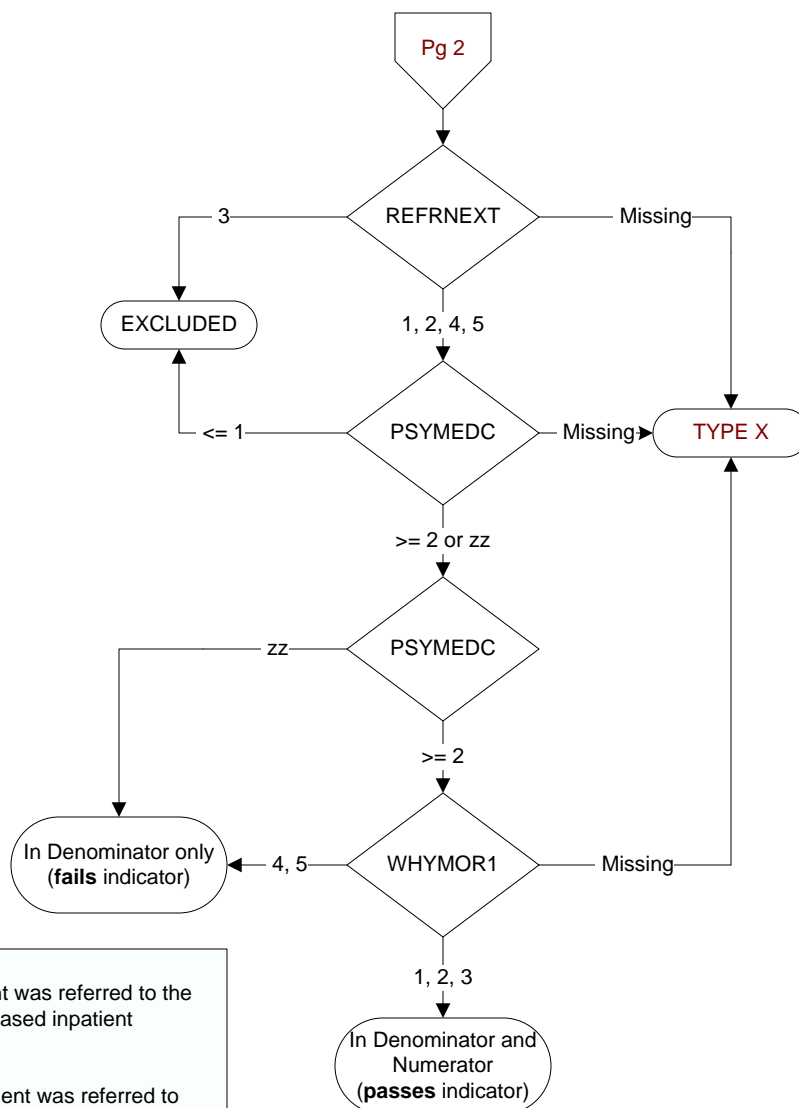 Pg 2
REFRNEXT
3
Missing
EXCLUDED
1, 2, 4, 5
<= 1
PSYMEDC
Missing
TYPE X
>= 2 or zz
zz
PSYMEDC
>= 2
In Denominator only
(fails indicator)
4, 5
WHYMOR1
Missing
1, 2, 3
In Denominator and
Numerator
(passes indicator)
was referred to the
inpatient
was referred to